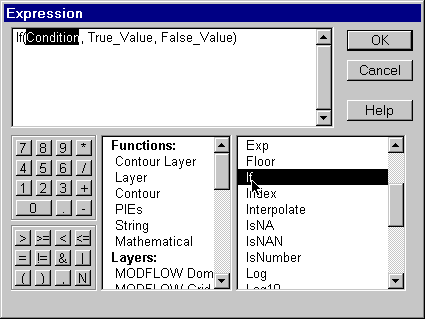 Expression
If(Condition, True_Value, False_Value)
OK
Cancel
Help
7 8 9 *
4 5 6 /
1 2 3 +
0 . -
> >= < <=
= != & |
( ) , N
Functions:
Contour Layer
Layer
Contour
PIEs
String
Mathematical
Layers:
MODFLOW Dom
MODFLOW Grid
Exp
Floor
If
Index
Interpolate
IsNA
IsNAN
IsNumber
Log
Log10